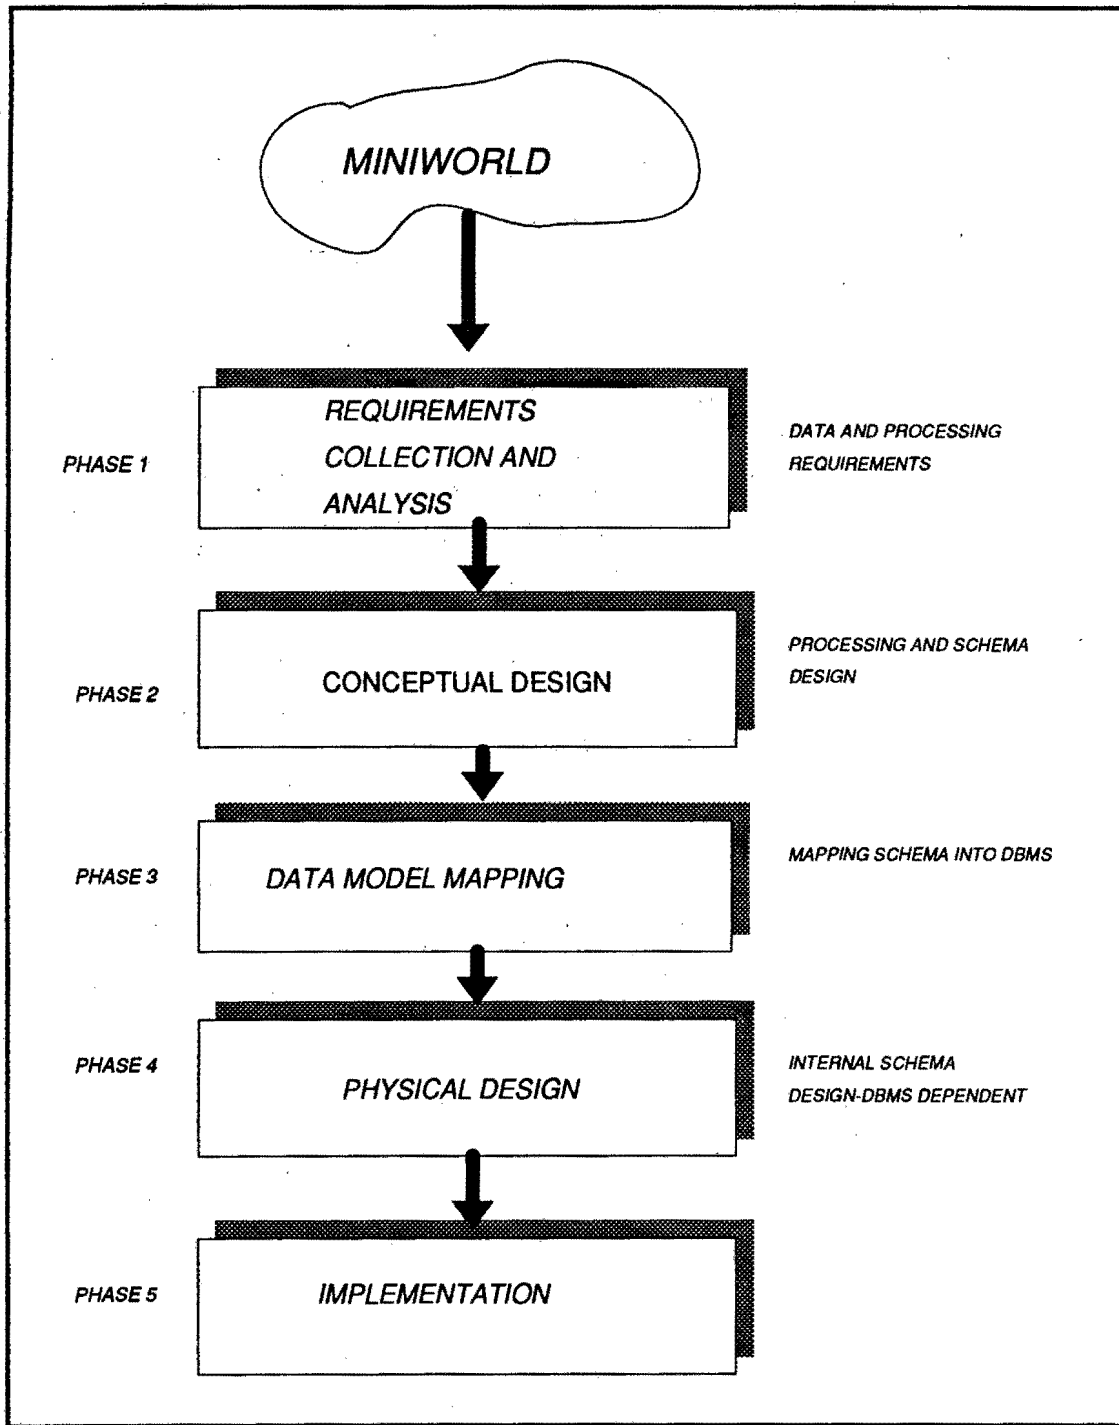 MINIWORLD
REQUIREMENTS
COLLECTION AND
ANALYSIS
PHASE 1
DATA AND PROCESSING
REQUIREMENTS
CONCEPTUAL DESIGN
PHASE 2
PROCESSING AND SCHEMA
DESIGN
DATA MODEL MAPPING
PHASE 3
MAPPING SCHEMA INTO DBMS
PHASE 4
PHYSICAL DESIGN
INTERNAL SCHEMA
DESIGN-DBMS DEPENDENT
PHASE 5
IMPLEMENTATION